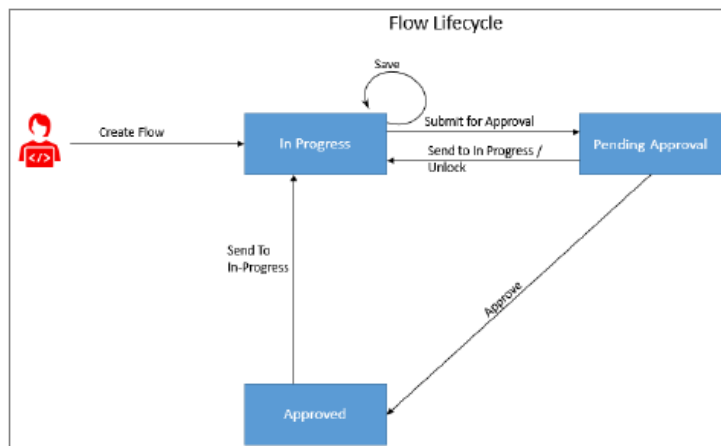 Flow Lifecycle
Save
Create Flow
In Progress
Submit for Approval
Send to In Progress /
Unlock
Pending Approval
Send To
In-Progress
Approve
Approved